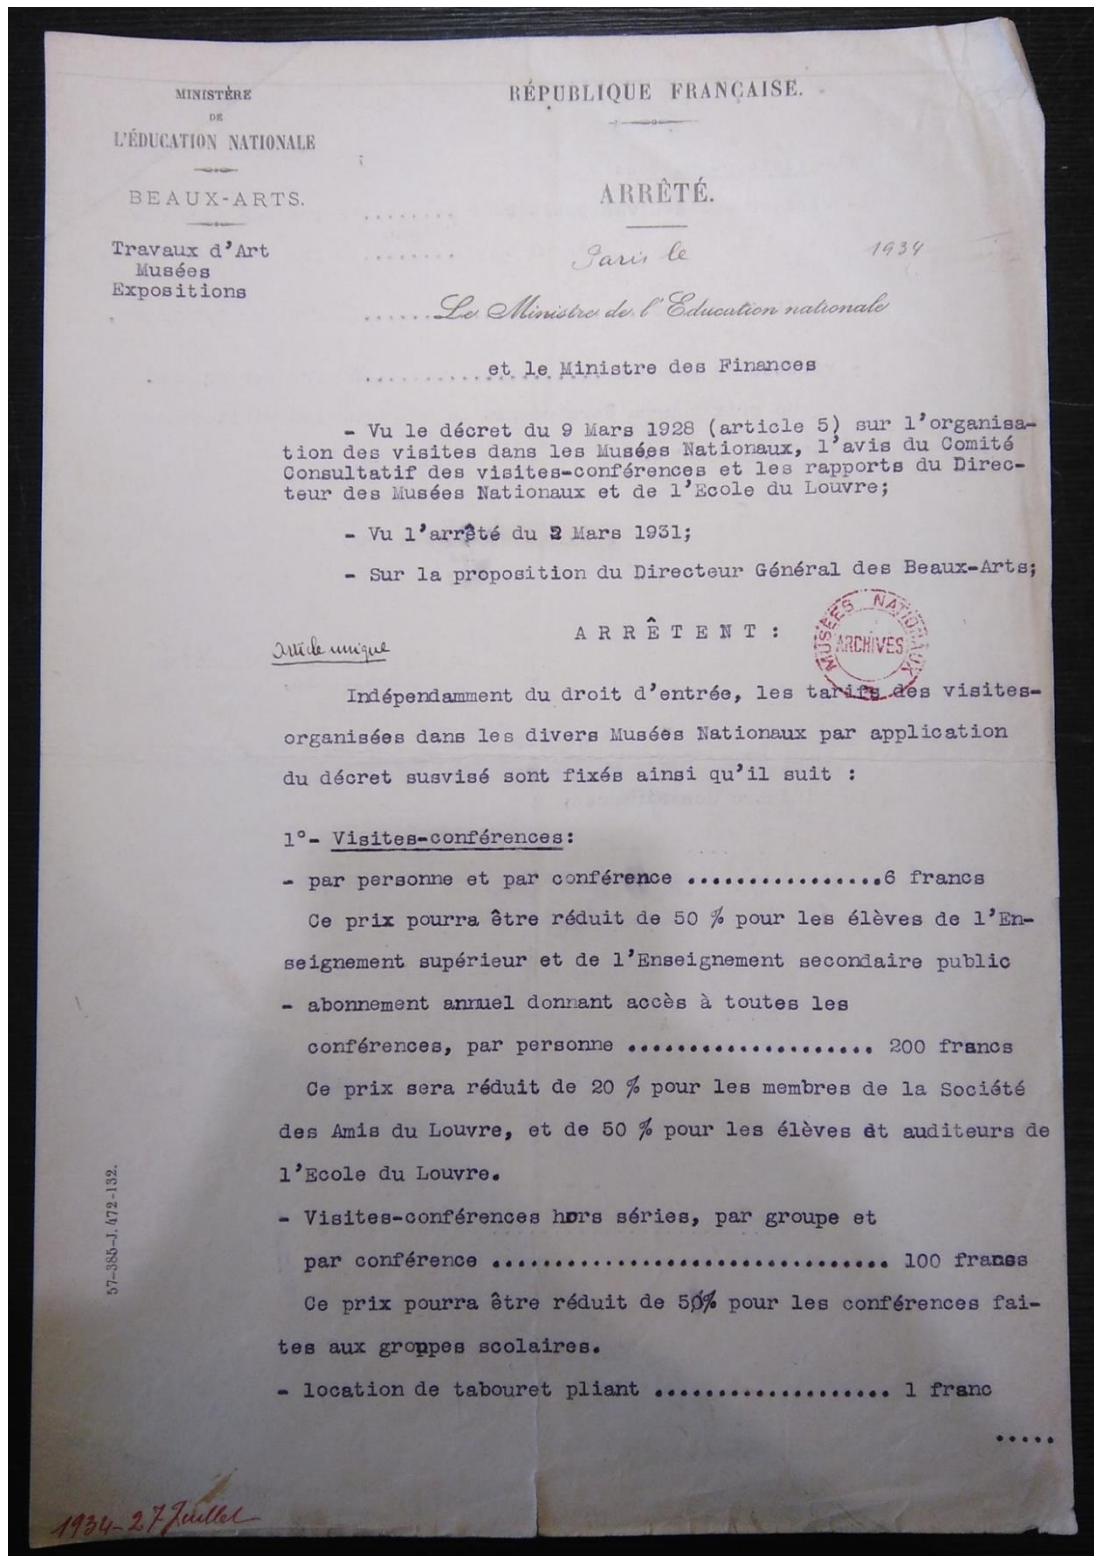 MINISTÈRE
DE
L'ÉDUCATION NATIONALE
BEAUX-ARTS.
Travaux d'Art
Musées
Expositions
RÉPUBLIQUE FRANÇAISE.
ARRÊTÉ.
Paris le 1934
Le Ministre de l'Education nationale
et le Ministre des Finances
- Vu le décret du 9 Mars 1928 (article 5) sur l'organisa-
tion des visites dans les Musées Nationaux, l'avis du Comité
Consultatif des visites-conférences et les rapports du Direc-
teur des Musées Nationaux et de l'Ecole du Louvre;
- Vu l'arrêté du 2 Mars 1931;
- Sur la proposition du Directeur Général des Beaux-Arts;
ARRÊTENT:
MUSÉES NATIONAUX
ARCHIVES
article unique
Indépendamment du droit d'entrée, les tarifs des visites-
organisées dans les divers Musées Nationaux par application
du décret susvisé sont fixés ainsi qu'il suit :
1°- Visites-conférences:
- par personne et par conférence ................6 francs
Ce prix pourra être réduit de 50 % pour les élèves de l'En-
seignement supérieur et de l'Enseignement secondaire public
- abonnement annuel donnant accès à toutes les
conférences, par personne .................... 200 francs
Ce prix sera réduit de 20 % pour les membres de la Société
des Amis du Louvre, et de 50 % pour les élèves et auditeurs de
l'Ecole du Louvre.
- Visites-conférences hors séries, par groupe et
par conférence ................................ 100 francs
Ce prix pourra être réduit de 50% pour les conférences fai-
tes aux groupes scolaires.
- location de tabouret pliant ................... 1 franc
.....
57-385-J. 472-132.
1934-27 Juillet